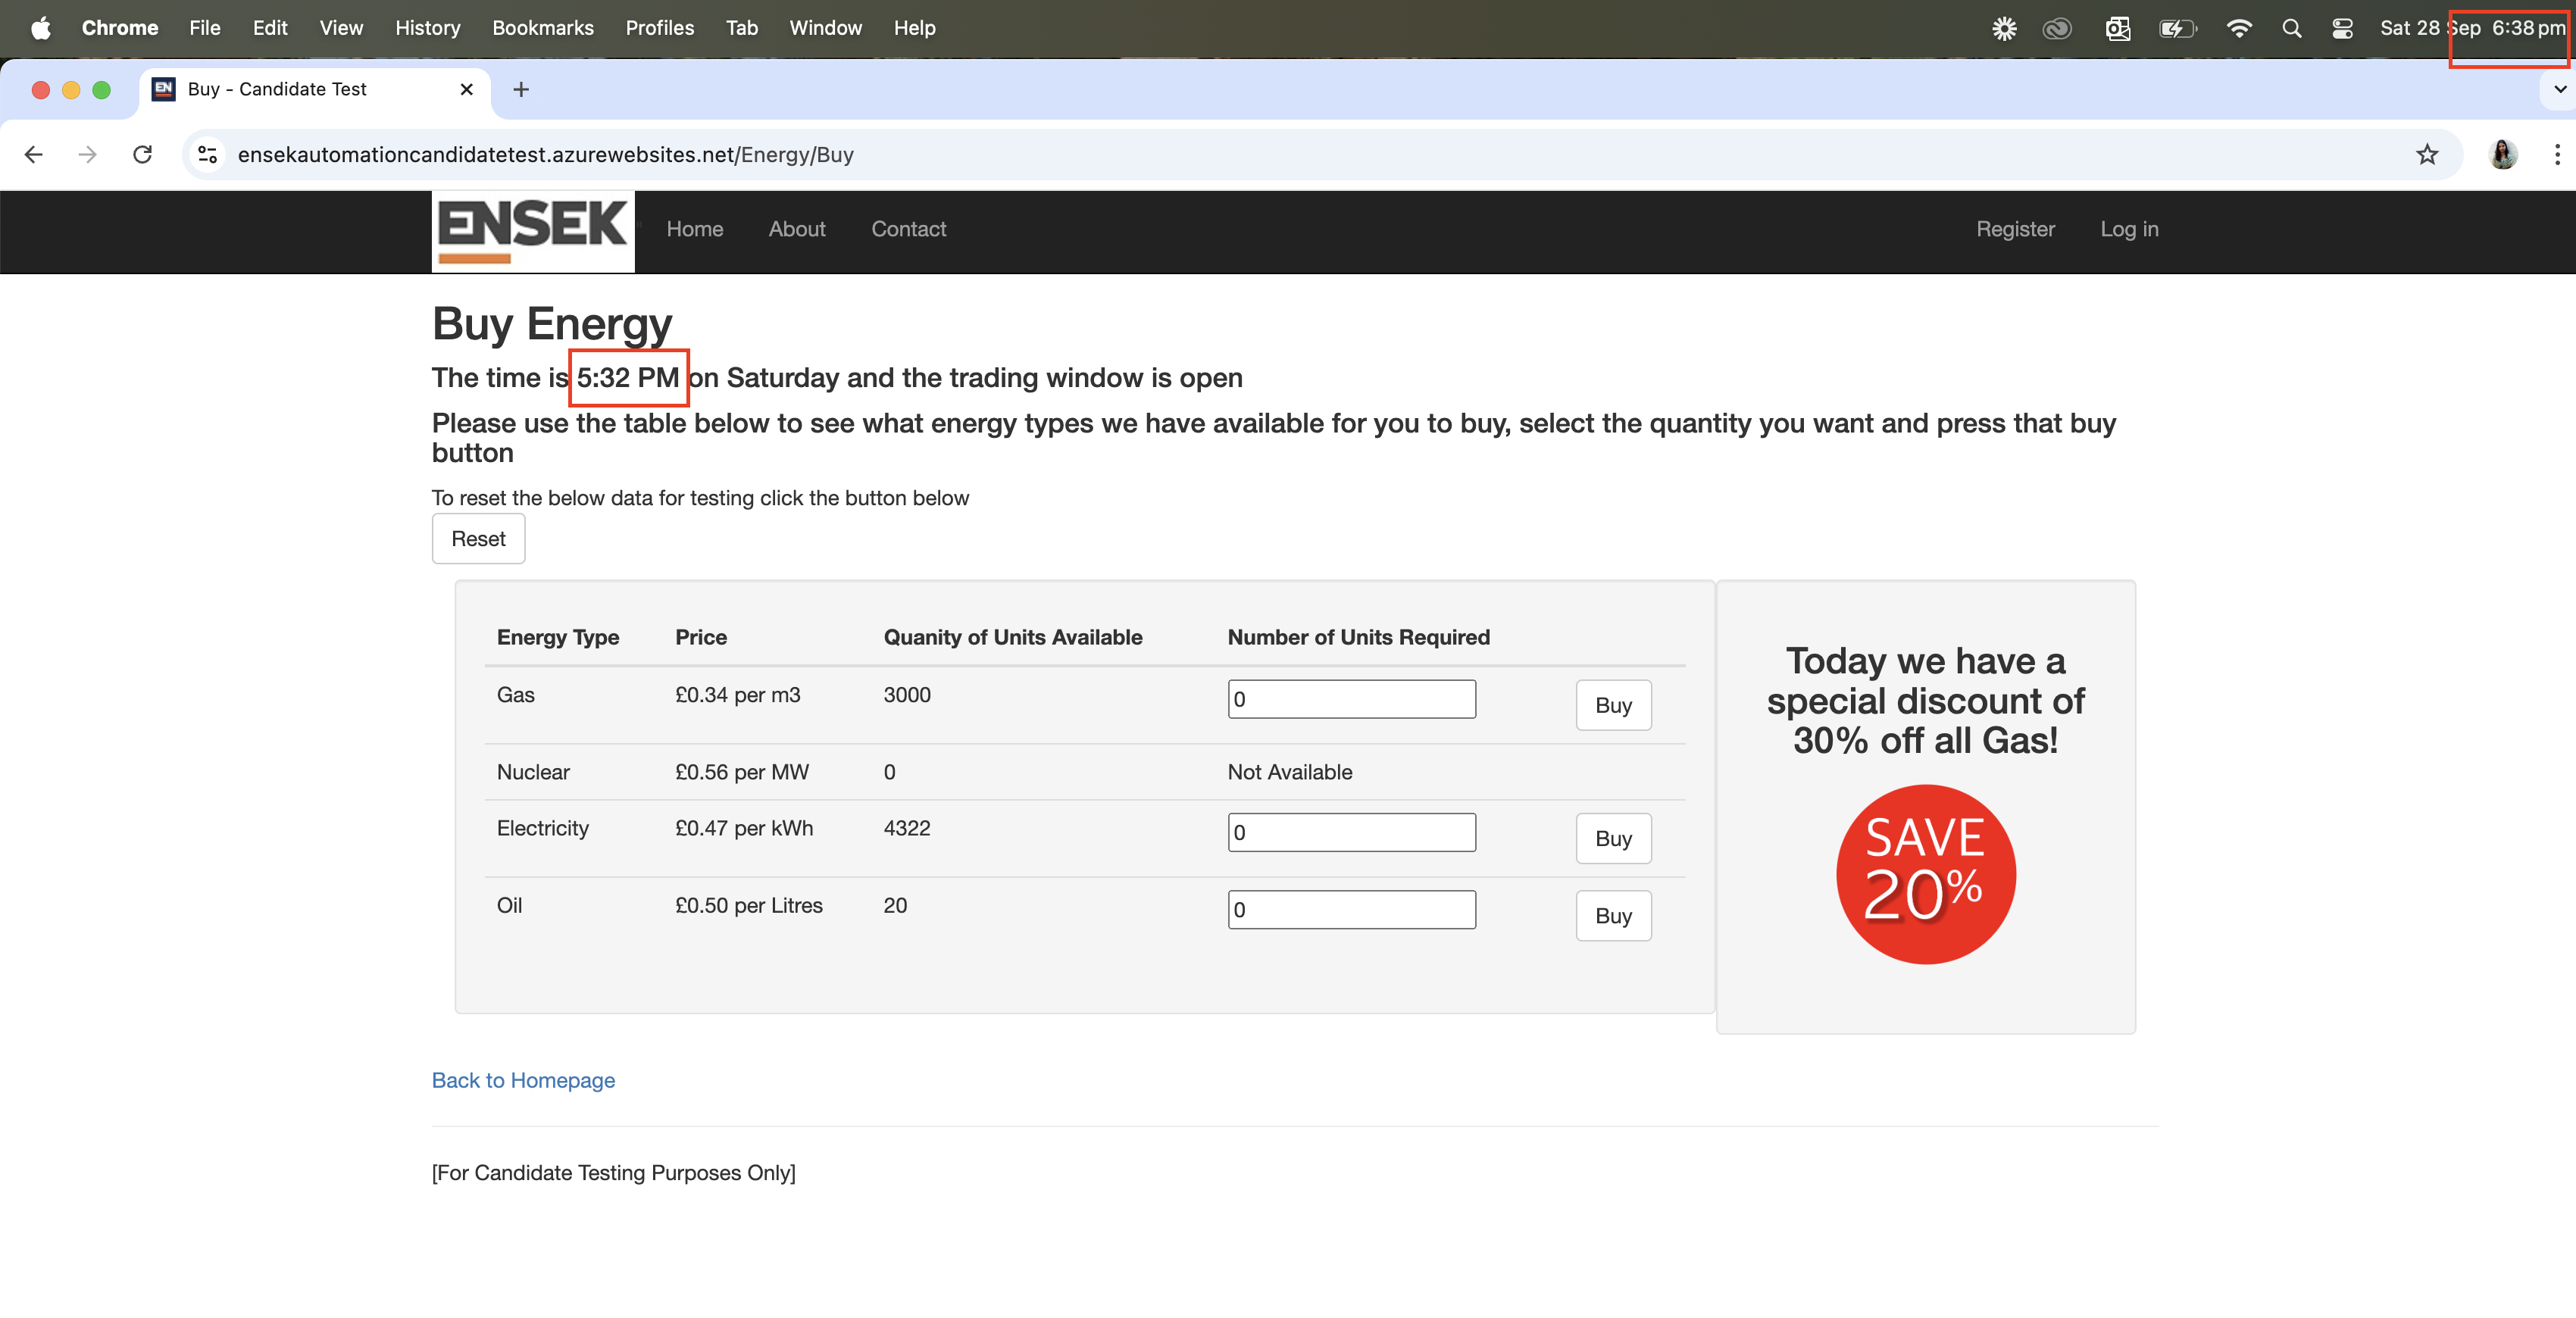 Chrome File Edit View History Bookmarks Profiles Tab Window Help Sat 28 Sep 6:38 pm
EN Buy - Candidate Test
ensekautomationcandidatetest.azurewebsites.net/Energy/Buy
ENSEK Home About Contact Register Log in
Buy Energy
The time is 5:32 PM on Saturday and the trading window is open
Please use the table below to see what energy types we have available for you to buy, select the quantity you want and press that buy
button
To reset the below data for testing click the button below
Reset
Energy Type Price Quanity of Units Available Number of Units Required
Gas £0.34 per m3 3000 0 Buy
Nuclear £0.56 per MW 0 Not Available
Electricity £0.47 per kWh 4322 0 Buy
Oil £0.50 per Litres 20 0 Buy
Today we have a
special discount of
30% off all Gas!
SAVE
20%
Back to Homepage
[For Candidate Testing Purposes Only]